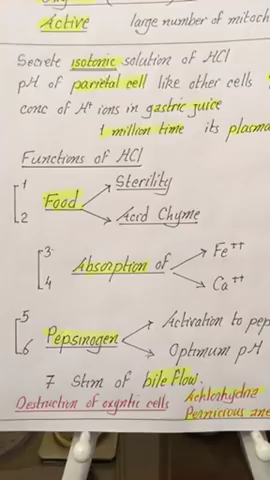 Active large number of mitoch
Secrete isotonic solution of HCl
pH of parietal cell like other cells
conc of H+ ions in gastric juice
1 million time its plasma
Functions of HCl
1 Sterility
Food
2 Acid Chyme
3 Fe++
Absorption of
4 Ca++
5 Activation to pep
Pepsinogen
6 Optimum pH
7 Stim of bile flow.
Destruction of oxyntic cells Achlorhydria
Pernicious ane